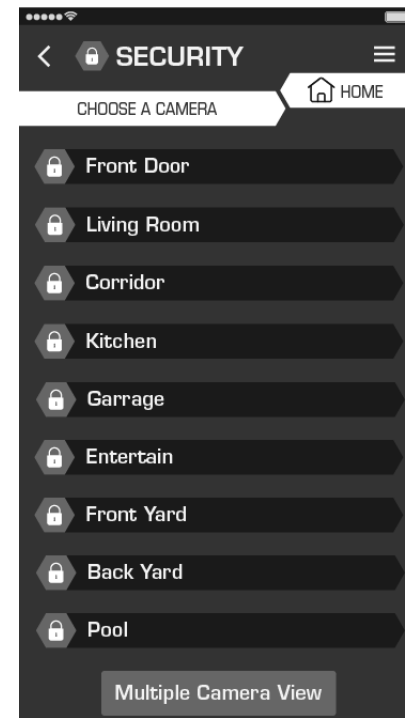 SECURITY
HOME
CHOOSE A CAMERA
Front Door
Living Room
Corridor
Kitchen
Garrage
Entertain
Front Yard
Back Yard
Pool
Multiple Camera View